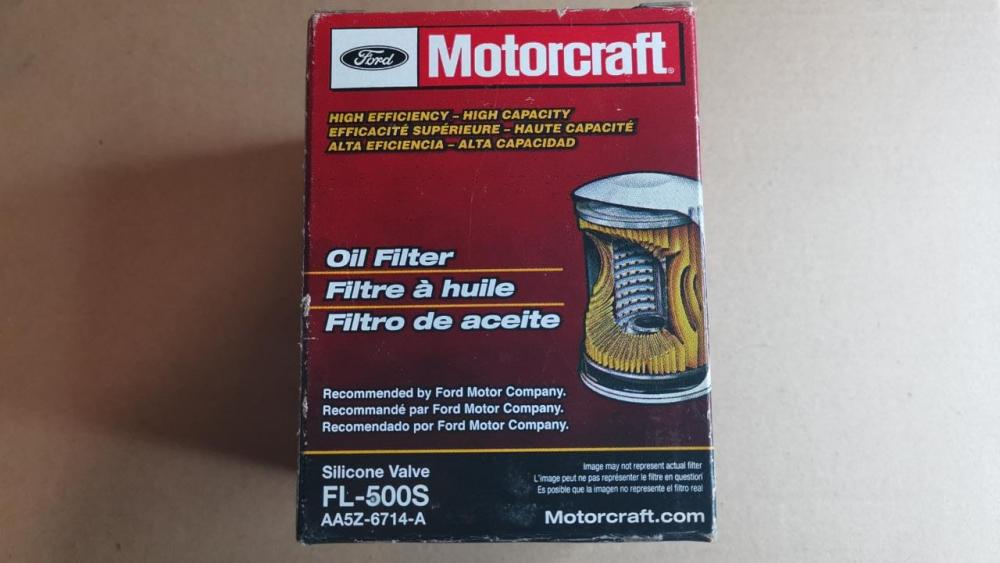 Ford Motorcraft®
HIGH EFFICIENCY – HIGH CAPACITY
EFFICACITÉ SUPÉRIEURE – HAUTE CAPACITÉ
ALTA EFICIENCIA – ALTA CAPACIDAD
Oil Filter
Filtre à huile
Filtro de aceite
Recommended by Ford Motor Company.
Recommandé par Ford Motor Company.
Recomendado por Ford Motor Company.
Silicone Valve
FL-500S
AA5Z-6714-A
Image may not represent actual filter
L'image peut ne pas représenter le filtre en question
Es posible que la imagen no represente el filtro real
Motorcraft.com